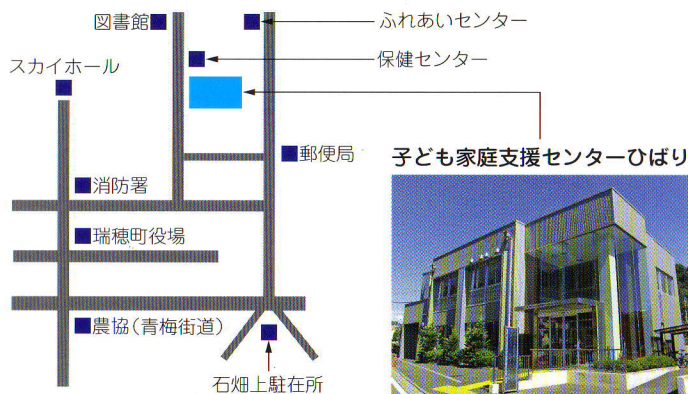 図書館
ふれあいセンター
保健センター
スカイホール
郵便局
子ども家庭支援センターひばり
消防署
瑞穂町役場
農協(青梅街道)
石畑上駐在所